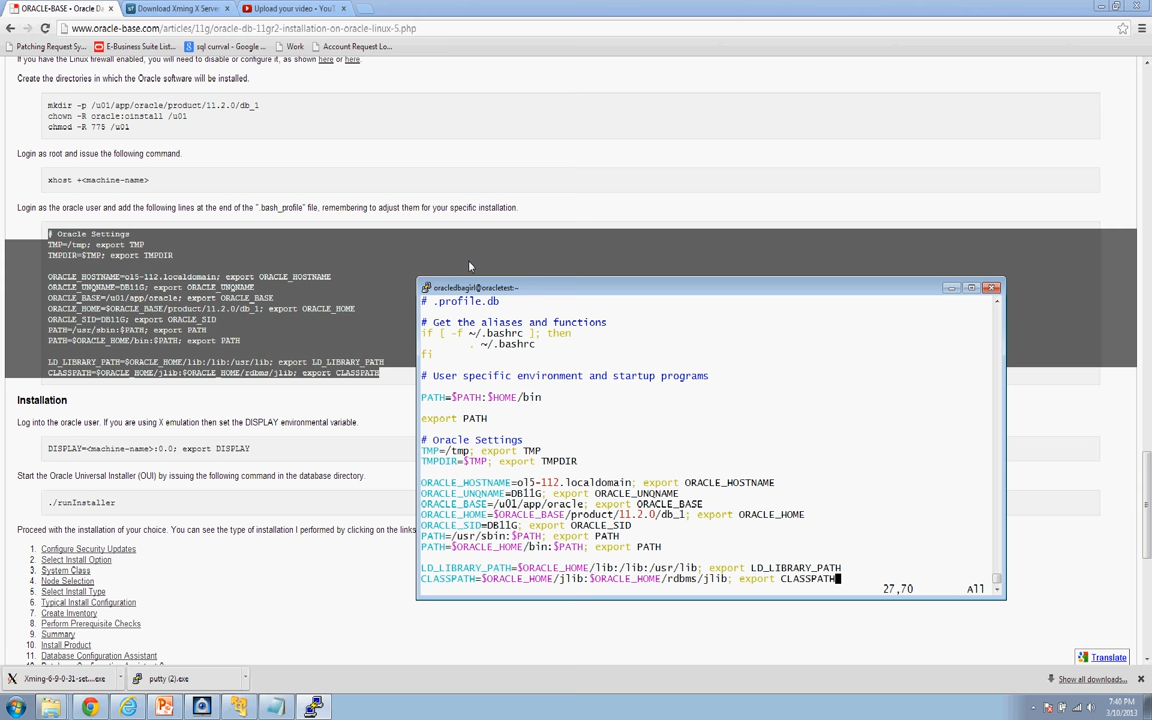 ORACLE-BASE - Oracle Da
Download Xming X Server
Upload your video - YouT
www.oracle-base.com/articles/11g/oracle-db-11gr2-installation-on-oracle-linux-5.php
Patching Request Sy...
E-Business Suite List...
sql currval - Google ...
Work
Account Request Lo...
If you have the Linux firewall enabled, you will need to disable or configure it, as shown here or here.
Create the directories in which the Oracle software will be installed.
mkdir -p /u01/app/oracle/product/11.2.0/db_1
chown -R oracle:oinstall /u01
chmod -R 775 /u01
Login as root and issue the following command.
xhost +<machine-name>
Login as the oracle user and add the following lines at the end of the ".bash_profile" file, remembering to adjust them for your specific installation.
# Oracle Settings
TMP=/tmp; export TMP
TMPDIR=$TMP; export TMPDIR
ORACLE_HOSTNAME=ol5-112.localdomain; export ORACLE_HOSTNAME
ORACLE_UNQNAME=DB11G; export ORACLE_UNQNAME
ORACLE_BASE=/u01/app/oracle; export ORACLE_BASE
ORACLE_HOME=$ORACLE_BASE/product/11.2.0/db_1; export ORACLE_HOME
ORACLE_SID=DB11G; export ORACLE_SID
PATH=/usr/sbin:$PATH; export PATH
PATH=$ORACLE_HOME/bin:$PATH; export PATH
LD_LIBRARY_PATH=$ORACLE_HOME/lib:/lib:/usr/lib; export LD_LIBRARY_PATH
CLASSPATH=$ORACLE_HOME/jlib:$ORACLE_HOME/rdbms/jlib; export CLASSPATH
Installation
Log into the oracle user. If you are using X emulation then set the DISPLAY environmental variable.
DISPLAY=<machine-name>:0.0; export DISPLAY
Start the Oracle Universal Installer (OUI) by issuing the following command in the database directory.
./runInstaller
Proceed with the installation of your choice. You can see the type of installation I performed by clicking on the links
1. Configure Security Updates
2. Select Install Option
3. System Class
4. Node Selection
5. Select Install Type
6. Typical Install Configuration
7. Create Inventory
8. Perform Prerequisite Checks
9. Summary
10. Install Product
11. Database Configuration Assistant
oracledbagirl@oracletest:~
# .profile.db
# Get the aliases and functions
if [ -f ~/.bashrc ]; then
. ~/.bashrc
fi
# User specific environment and startup programs
PATH=$PATH:$HOME/bin
export PATH
# Oracle Settings
TMP=/tmp; export TMP
TMPDIR=$TMP; export TMPDIR
ORACLE_HOSTNAME=ol5-112.localdomain; export ORACLE_HOSTNAME
ORACLE_UNQNAME=DB11G; export ORACLE_UNQNAME
ORACLE_BASE=/u01/app/oracle; export ORACLE_BASE
ORACLE_HOME=$ORACLE_BASE/product/11.2.0/db_1; export ORACLE_HOME
ORACLE_SID=DB11G; export ORACLE_SID
PATH=/usr/sbin:$PATH; export PATH
PATH=$ORACLE_HOME/bin:$PATH; export PATH
LD_LIBRARY_PATH=$ORACLE_HOME/lib:/lib:/usr/lib; export LD_LIBRARY_PATH
CLASSPATH=$ORACLE_HOME/jlib:$ORACLE_HOME/rdbms/jlib; export CLASSPATH
27,70 All
Translate
Xming-6-9-0-31-set....exe
putty (2).exe
Show all downloads...
7:40 PM
3/10/2013